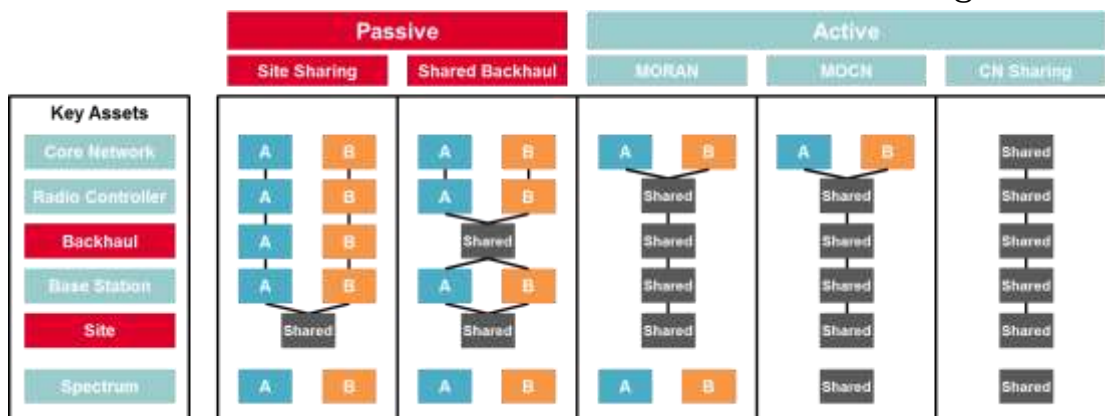 Passive Active
Site Sharing Shared Backhaul MORAN MOCN CN Sharing
Key Assets
Core Network A B A B A B A B Shared
Radio Controller A B A B Shared Shared Shared
Backhaul A B Shared Shared Shared Shared
Base Station A B A B Shared Shared Shared
Site Shared Shared Shared Shared Shared
Spectrum A B A B A B Shared Shared